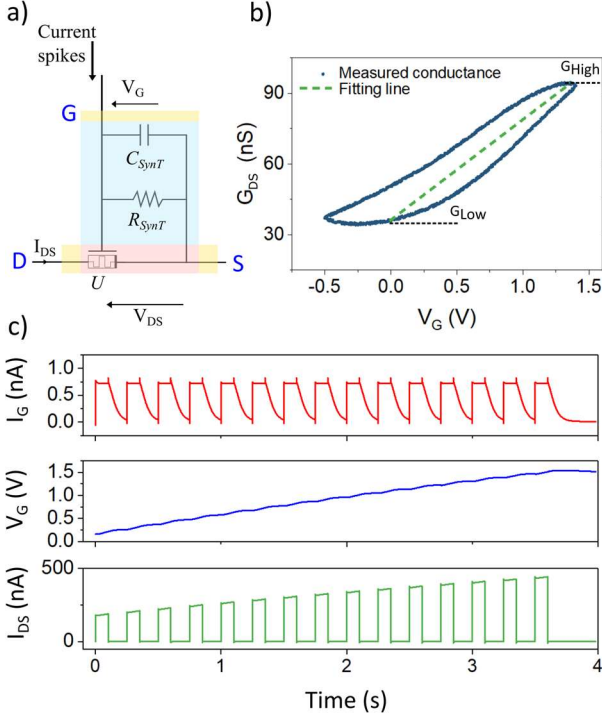 a)
Current
spikes
V_G
G
C_SynT
R_SynT
I_DS
D
S
U
V_DS
b)
G_High
Measured conductance
Fitting line
90
60
30
G_DS (nS)
G_Low
-0.5 0.0 0.5 1.0 1.5
V_G (V)
c)
I_G (nA)
1.0
0.5
0.0
V_G (V)
1.5
1.0
0.5
0.0
I_DS (nA)
500
0
0 1 2 3 4
Time (s)